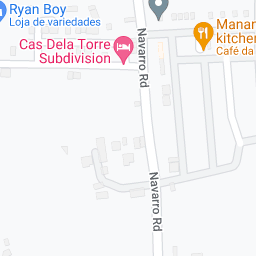 Ryan Boy
Loja de variedades
Cas Dela Torre
Subdivision
Navarro Rd
kitchen
Café da
Navarro Rd